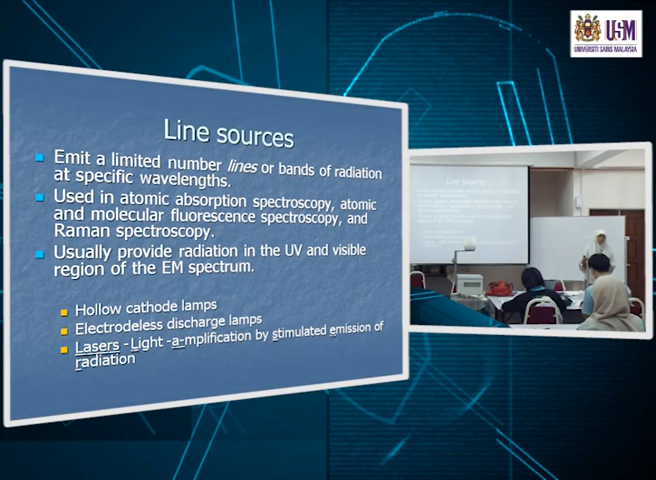 USM
UNIVERSITI SAINS MALAYSIA
Line sources
Emit a limited number lines or bands of radiation
at specific wavelengths.
Used in atomic absorption spectroscopy, atomic
and molecular fluorescence spectroscopy, and
Raman spectroscopy.
Usually provide radiation in the UV and visible
region of the EM spectrum.
Hollow cathode lamps
Electrodeless discharge lamps
Lasers - Light -a-mplification by stimulated emission of
radiation
Line sources